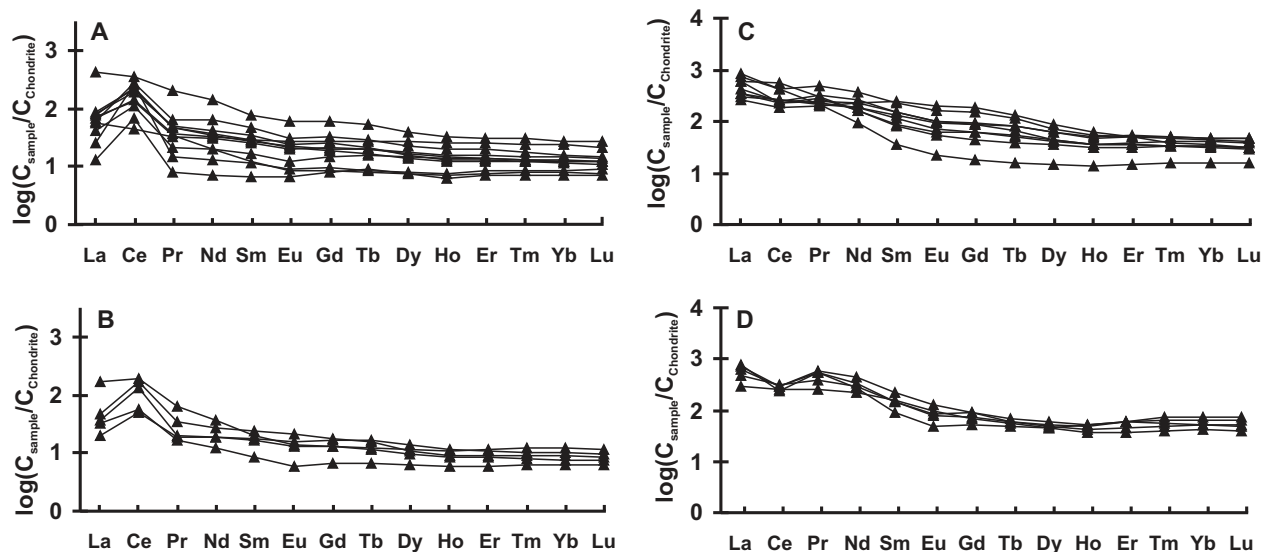 A
log(Csample/CChondrite)
3
2
1
0
La Ce Pr Nd Sm Eu Gd Tb Dy Ho Er Tm Yb Lu
C
log(Csample/CChondrite)
4
3
2
1
0
La Ce Pr Nd Sm Eu Gd Tb Dy Ho Er Tm Yb Lu
B
log(Csample/CChondrite)
3
2
1
0
La Ce Pr Nd Sm Eu Gd Tb Dy Ho Er Tm Yb Lu
D
log(Csample/CChondrite)
4
3
2
1
0
La Ce Pr Nd Sm Eu Gd Tb Dy Ho Er Tm Yb Lu